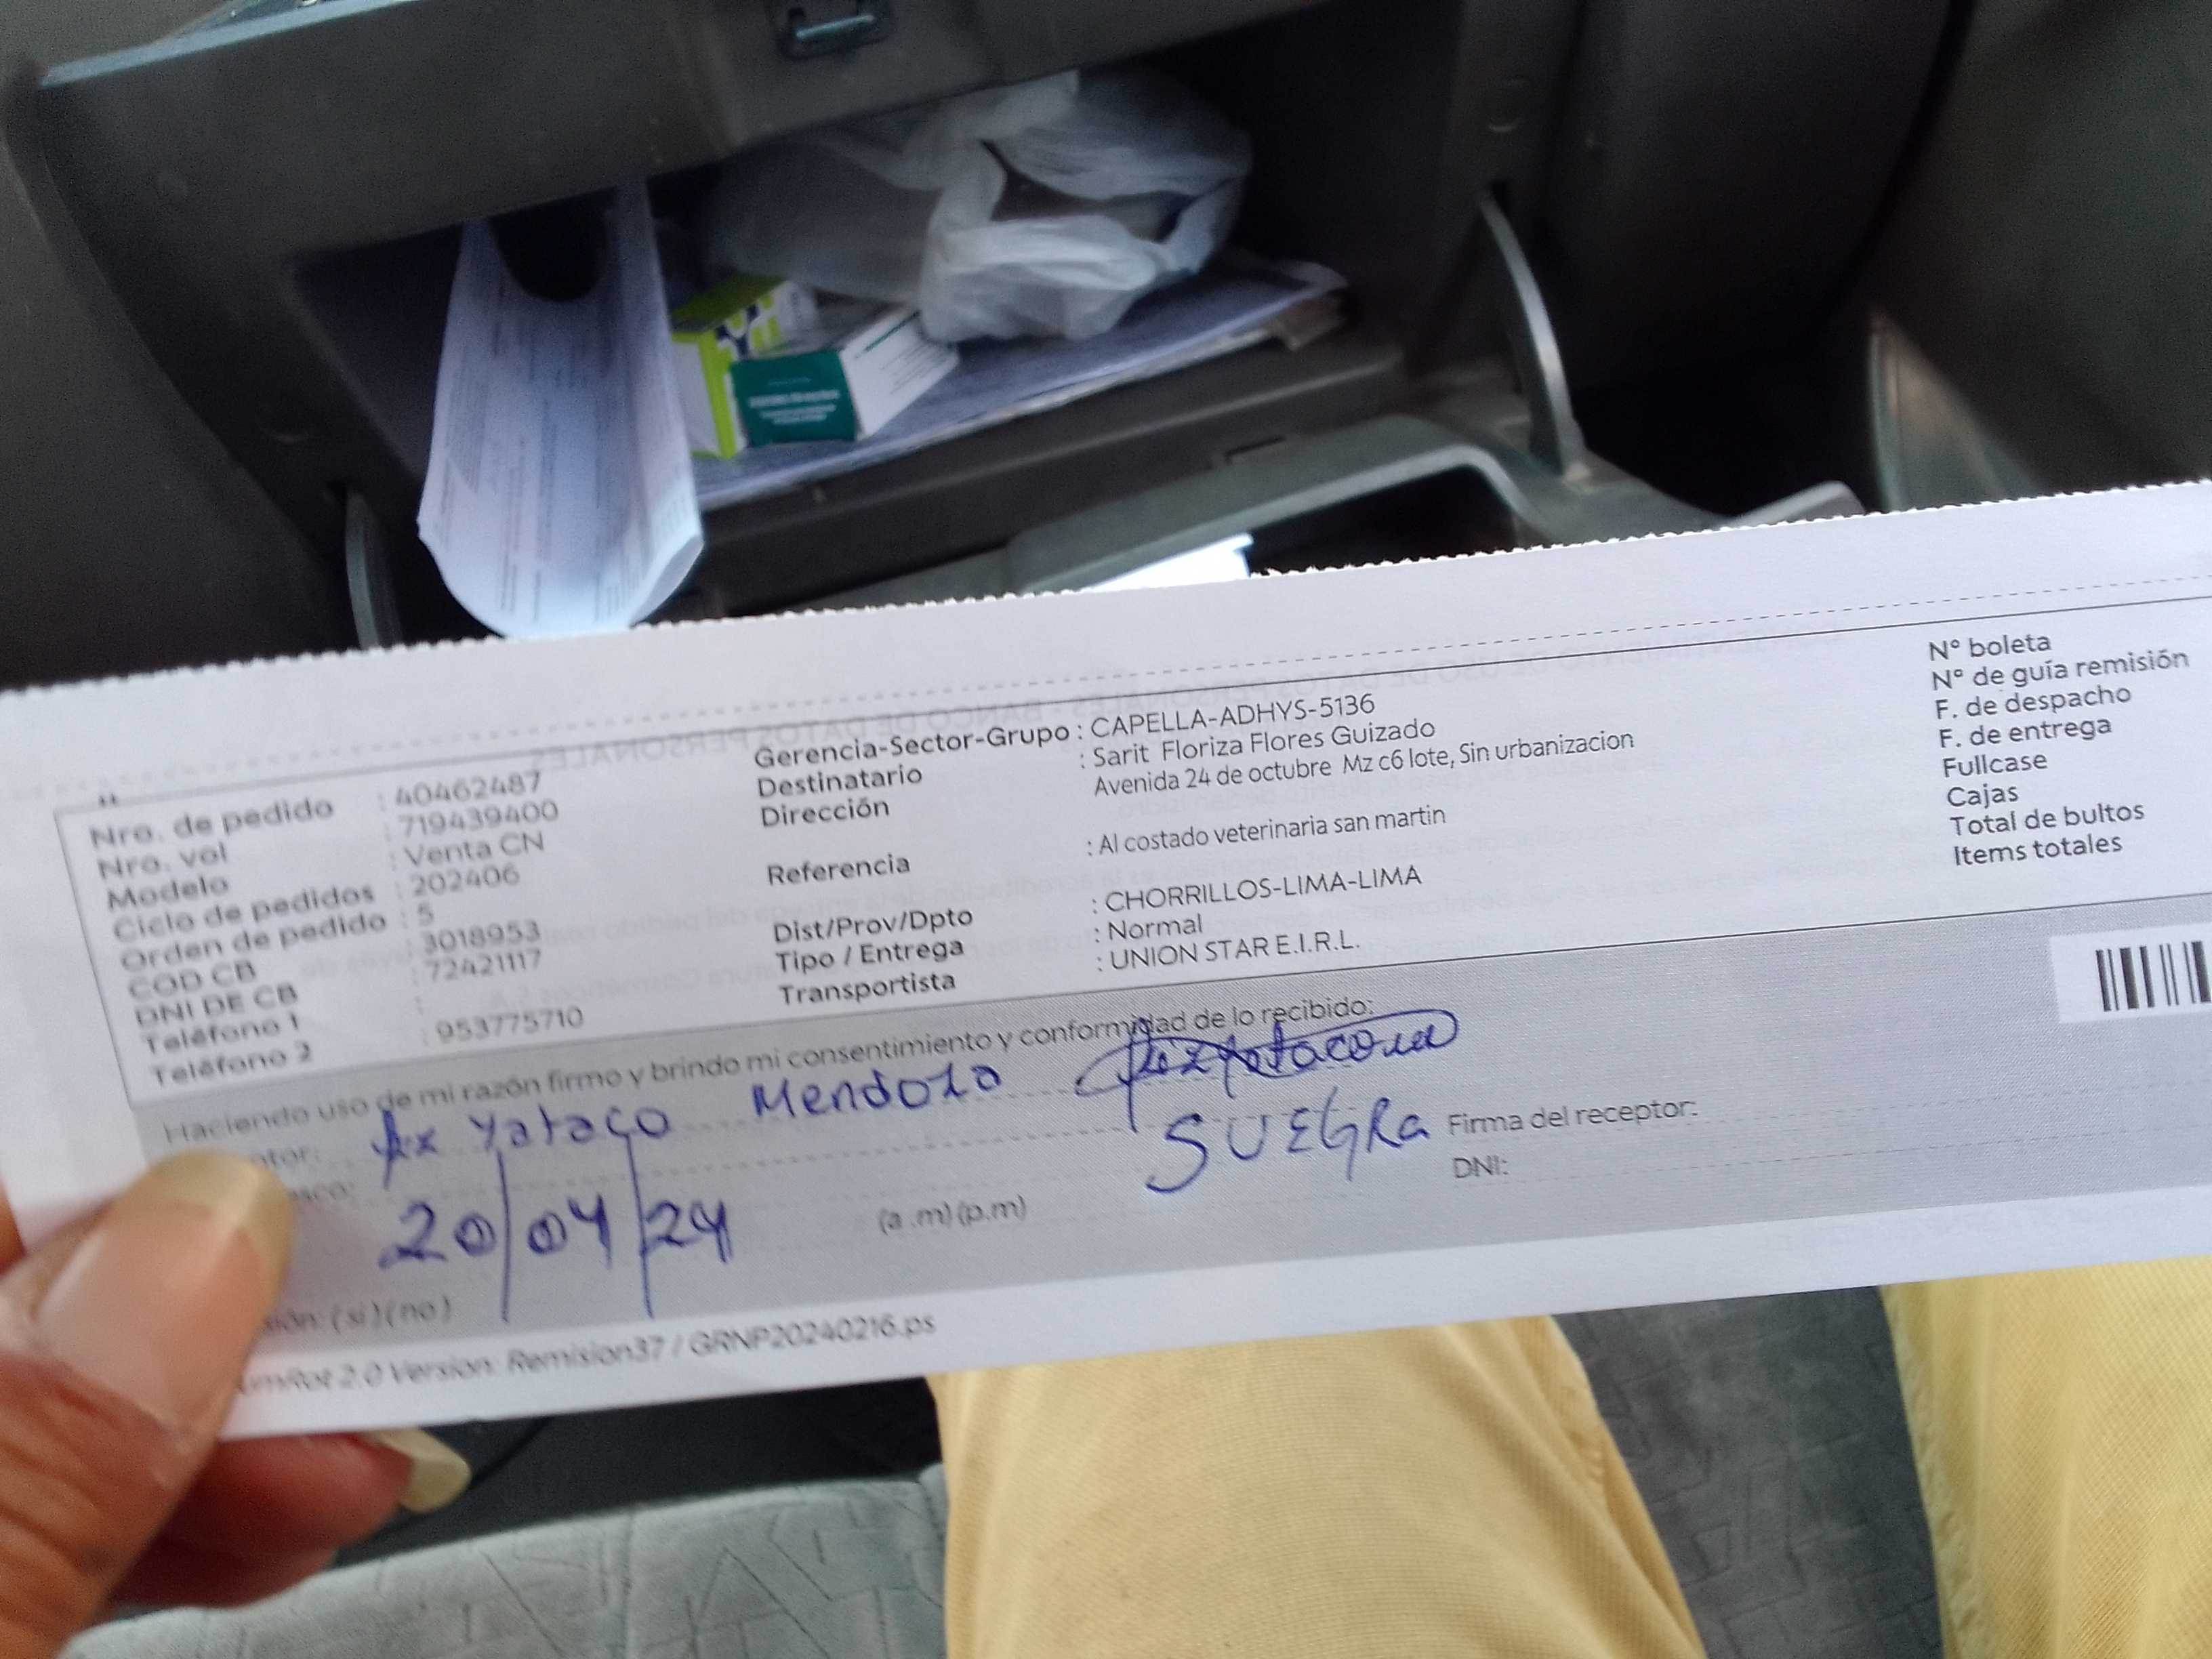 Nro. de pedido : 40462487
Nro. vol : 719439400
Modelo : Venta CN
Ciclo de pedidos : 202406
Orden de pedido : 5
COD CB : 3018953
DNI DE CB : 72421117
Teléfono 1 :
Teléfono 2 : 953775710
Gerencia-Sector-Grupo : CAPELLA-ADHYS-5136
Destinatario : Sarit Floriza Flores Guizado
Dirección Avenida 24 de octubre Mz c6 lote, Sin urbanizacion
Referencia : Al costado veterinaria san martin
Dist/Prov/Dpto : CHORRILLOS-LIMA-LIMA
Tipo / Entrega : Normal
Transportista : UNION STAR E.I.R.L.
N° boleta
N° de guía remisión
F. de despacho
F. de entrega
Fullcase
Cajas
Total de bultos
Items totales
Haciendo uso de mi razón firmo y brindo mi consentimiento y conformidad de lo recibido:
Yataco Mendoza
SUEGRa
Firma del receptor:
DNI:
20/04/24
(a .m) (p.m)
(si) (no)
2.0 Version: Remision37 / GRNP20240216.ps